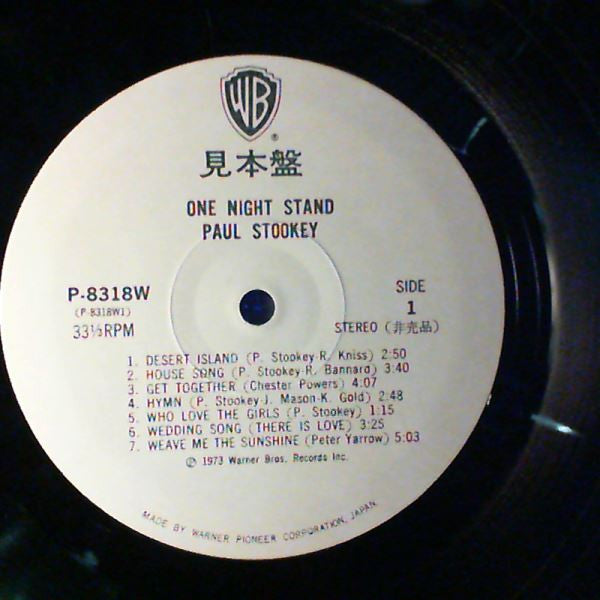 WB
®
見本盤
ONE NIGHT STAND
PAUL STOOKEY
P-8318W
(P-8318W1)
33⅓RPM
SIDE
1
STEREO (非売品)
1. DESERT ISLAND (P. Stookey-R. Kniss) 2:50
2. HOUSE SONG (P. Stookey-R. Bannard) 3:40
3. GET TOGETHER (Chester Powers) 4:07
4. HYMN (P. Stookey-J. Mason-K. Gold) 2:48
5. WHO LOVE THE GIRLS (P. Stookey) 1:15
6. WEDDING SONG (THERE IS LOVE) 3:25
7. WEAVE ME THE SUNSHINE (Peter Yarrow) 5:03
Ⓟ 1973 Warner Bros. Records Inc.
MADE BY WARNER PIONEER CORPORATION, JAPAN.